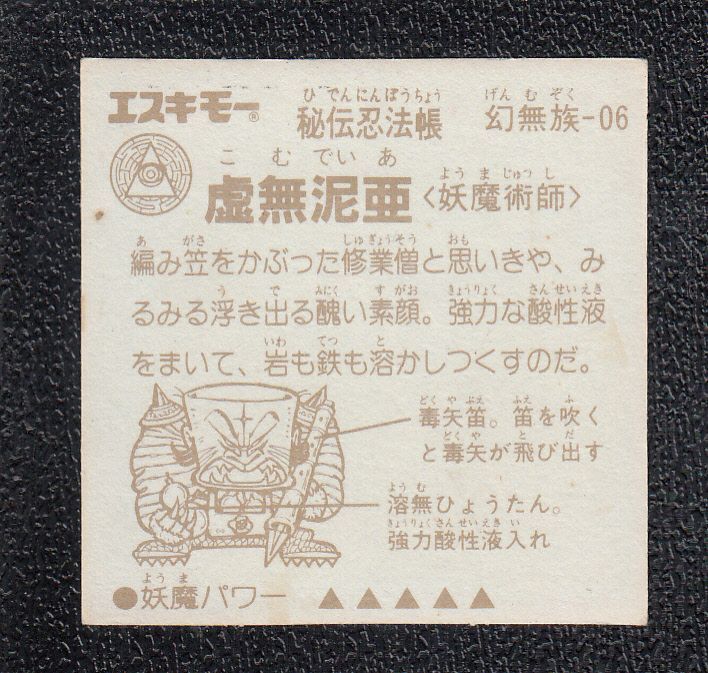 エスキモー® 秘伝忍法帳 幻無族-06
ひでんにんぽうちょう げんむぞく
虚無泥亜〈妖魔術師〉
こむでいあ ようまじゅつし
編み笠をかぶった修業僧と思いきや、み
あ がさ しゅぎょうそう おも
るみる浮き出る醜い素顔。強力な酸性液
う で みにく すがお きょうりょく さんせいえき
をまいて、岩も鉄も溶かしつくすのだ。
いわ てつ と
毒矢笛。笛を吹く
どくやぶえ ふえ ふ
と毒矢が飛び出す
どくや と だ
溶無ひょうたん。
ようむ
強力酸性液入れ
きょうりょくさんせいえきい
●妖魔パワー ▲▲▲▲▲
ようま